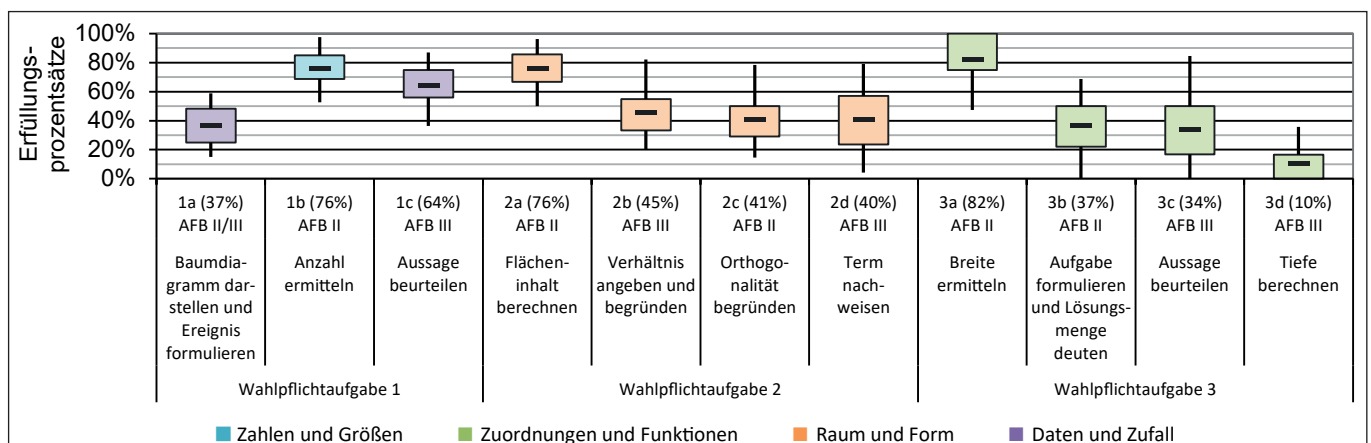 Erfüllungs-
prozentsätze
100%
80%
60%
40%
20%
0%
1a (37%)
AFB II/III
Baumdia-
gramm dar-
stellen und
Ereignis
formulieren
1b (76%)
AFB II
Anzahl
ermitteln
1c (64%)
AFB III
Aussage
beurteilen
2a (76%)
AFB II
Flächen-
inhalt
berechnen
2b (45%)
AFB III
Verhältnis
angeben und
begründen
2c (41%)
AFB II
Orthogo-
nalität
begründen
2d (40%)
AFB III
Term
nach-
weisen
3a (82%)
AFB II
Breite
ermitteln
3b (37%)
AFB II
Aufgabe
formulieren
und Lösungs-
menge
deuten
3c (34%)
AFB III
Aussage
beurteilen
3d (10%)
AFB III
Tiefe
berechnen
Wahlpflichtaufgabe 1
Wahlpflichtaufgabe 2
Wahlpflichtaufgabe 3
Zahlen und Größen
Zuordnungen und Funktionen
Raum und Form
Daten und Zufall